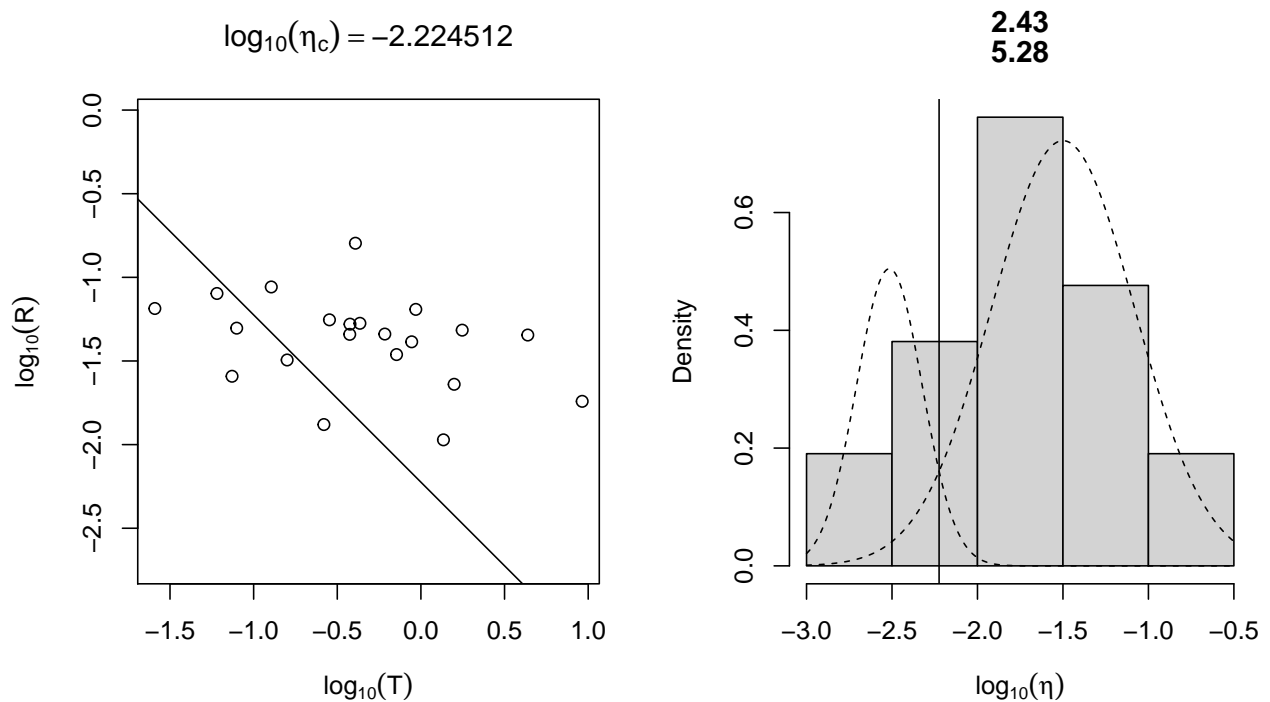 log₁₀(η_c) = −2.224512
0.0
−0.5
−1.0
−1.5
−2.0
−2.5
log₁₀(R)
−1.5 −1.0 −0.5 0.0 0.5 1.0
log₁₀(T)
2.43
5.28
0.6
0.4
0.2
0.0
Density
−3.0 −2.5 −2.0 −1.5 −1.0 −0.5
log₁₀(η)